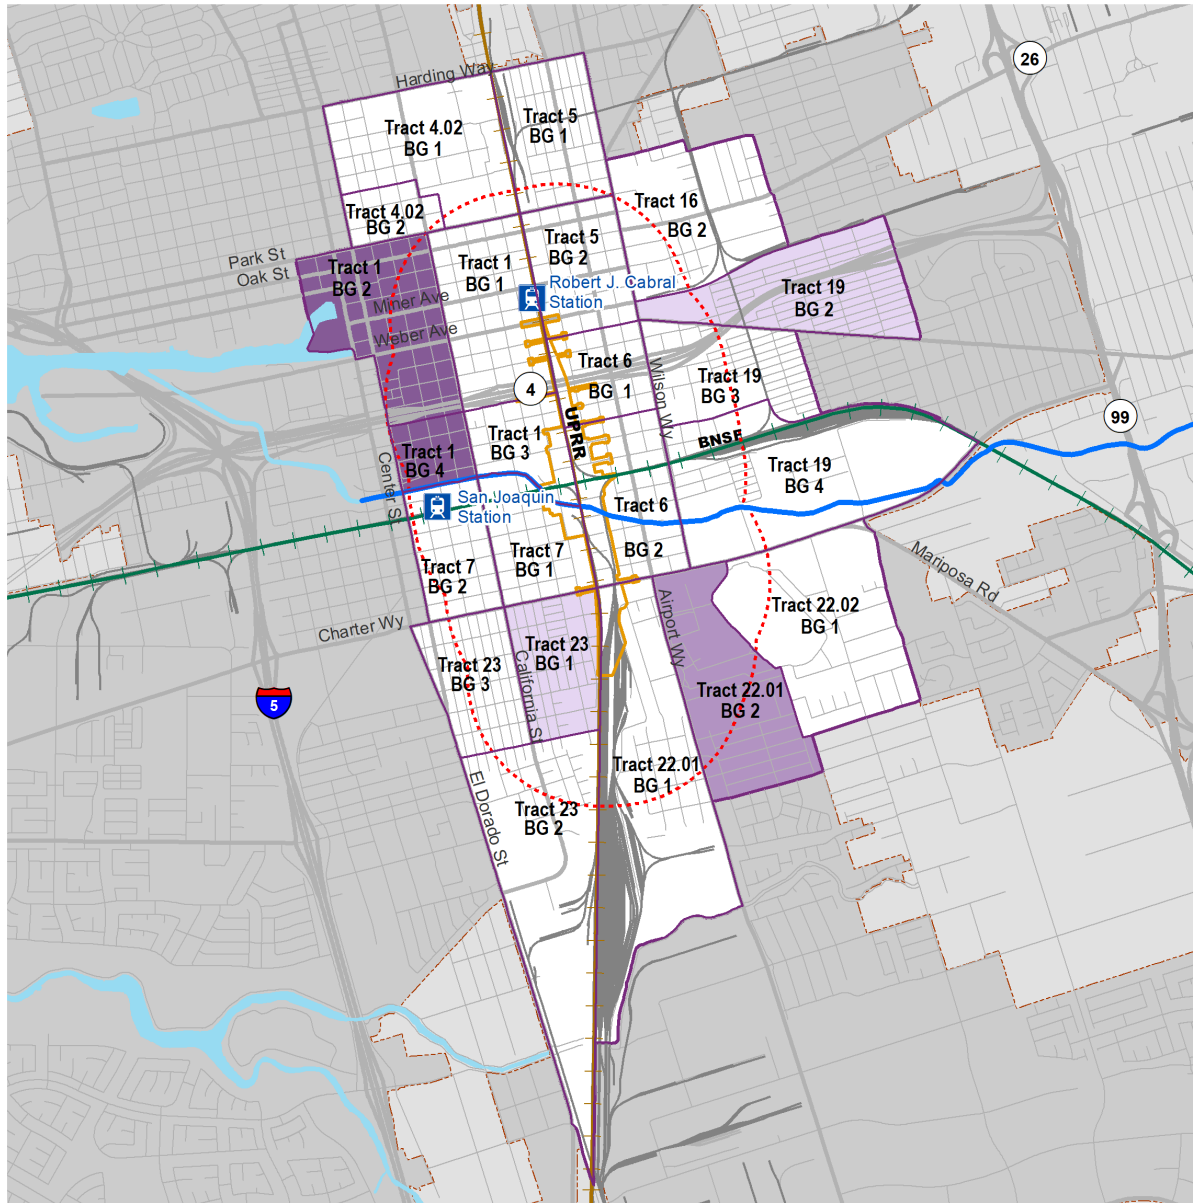 26
Harding Way
Tract 5
BG 1
Tract 4.02
BG 1
Tract 16
BG 2
Tract 4.02
BG 2
Tract 5
BG 2
Park St
Oak St
Tract 1
BG 2
Tract 1
BG 1
Robert J. Cabral
Station
Tract 19
BG 2
Miner Ave
Weber Ave
Tract 6
BG 1
Wilson Wy
Tract 19
BG 3
4
99
UPRR
BNSF
Tract 1
BG 3
Tract 1
BG 4
Center St
Tract 19
BG 4
San Joaquin
Station
Tract 6
BG 2
Tract 7
BG 1
Tract 7
BG 2
Mariposa Rd
Charter Wy
Airport Wy
Tract 22.02
BG 1
Tract 23
BG 1
Tract 23
BG 3
California St
Tract 22.01
BG 2
5
Tract 22.01
BG 1
El Dorado St
Tract 23
BG 2